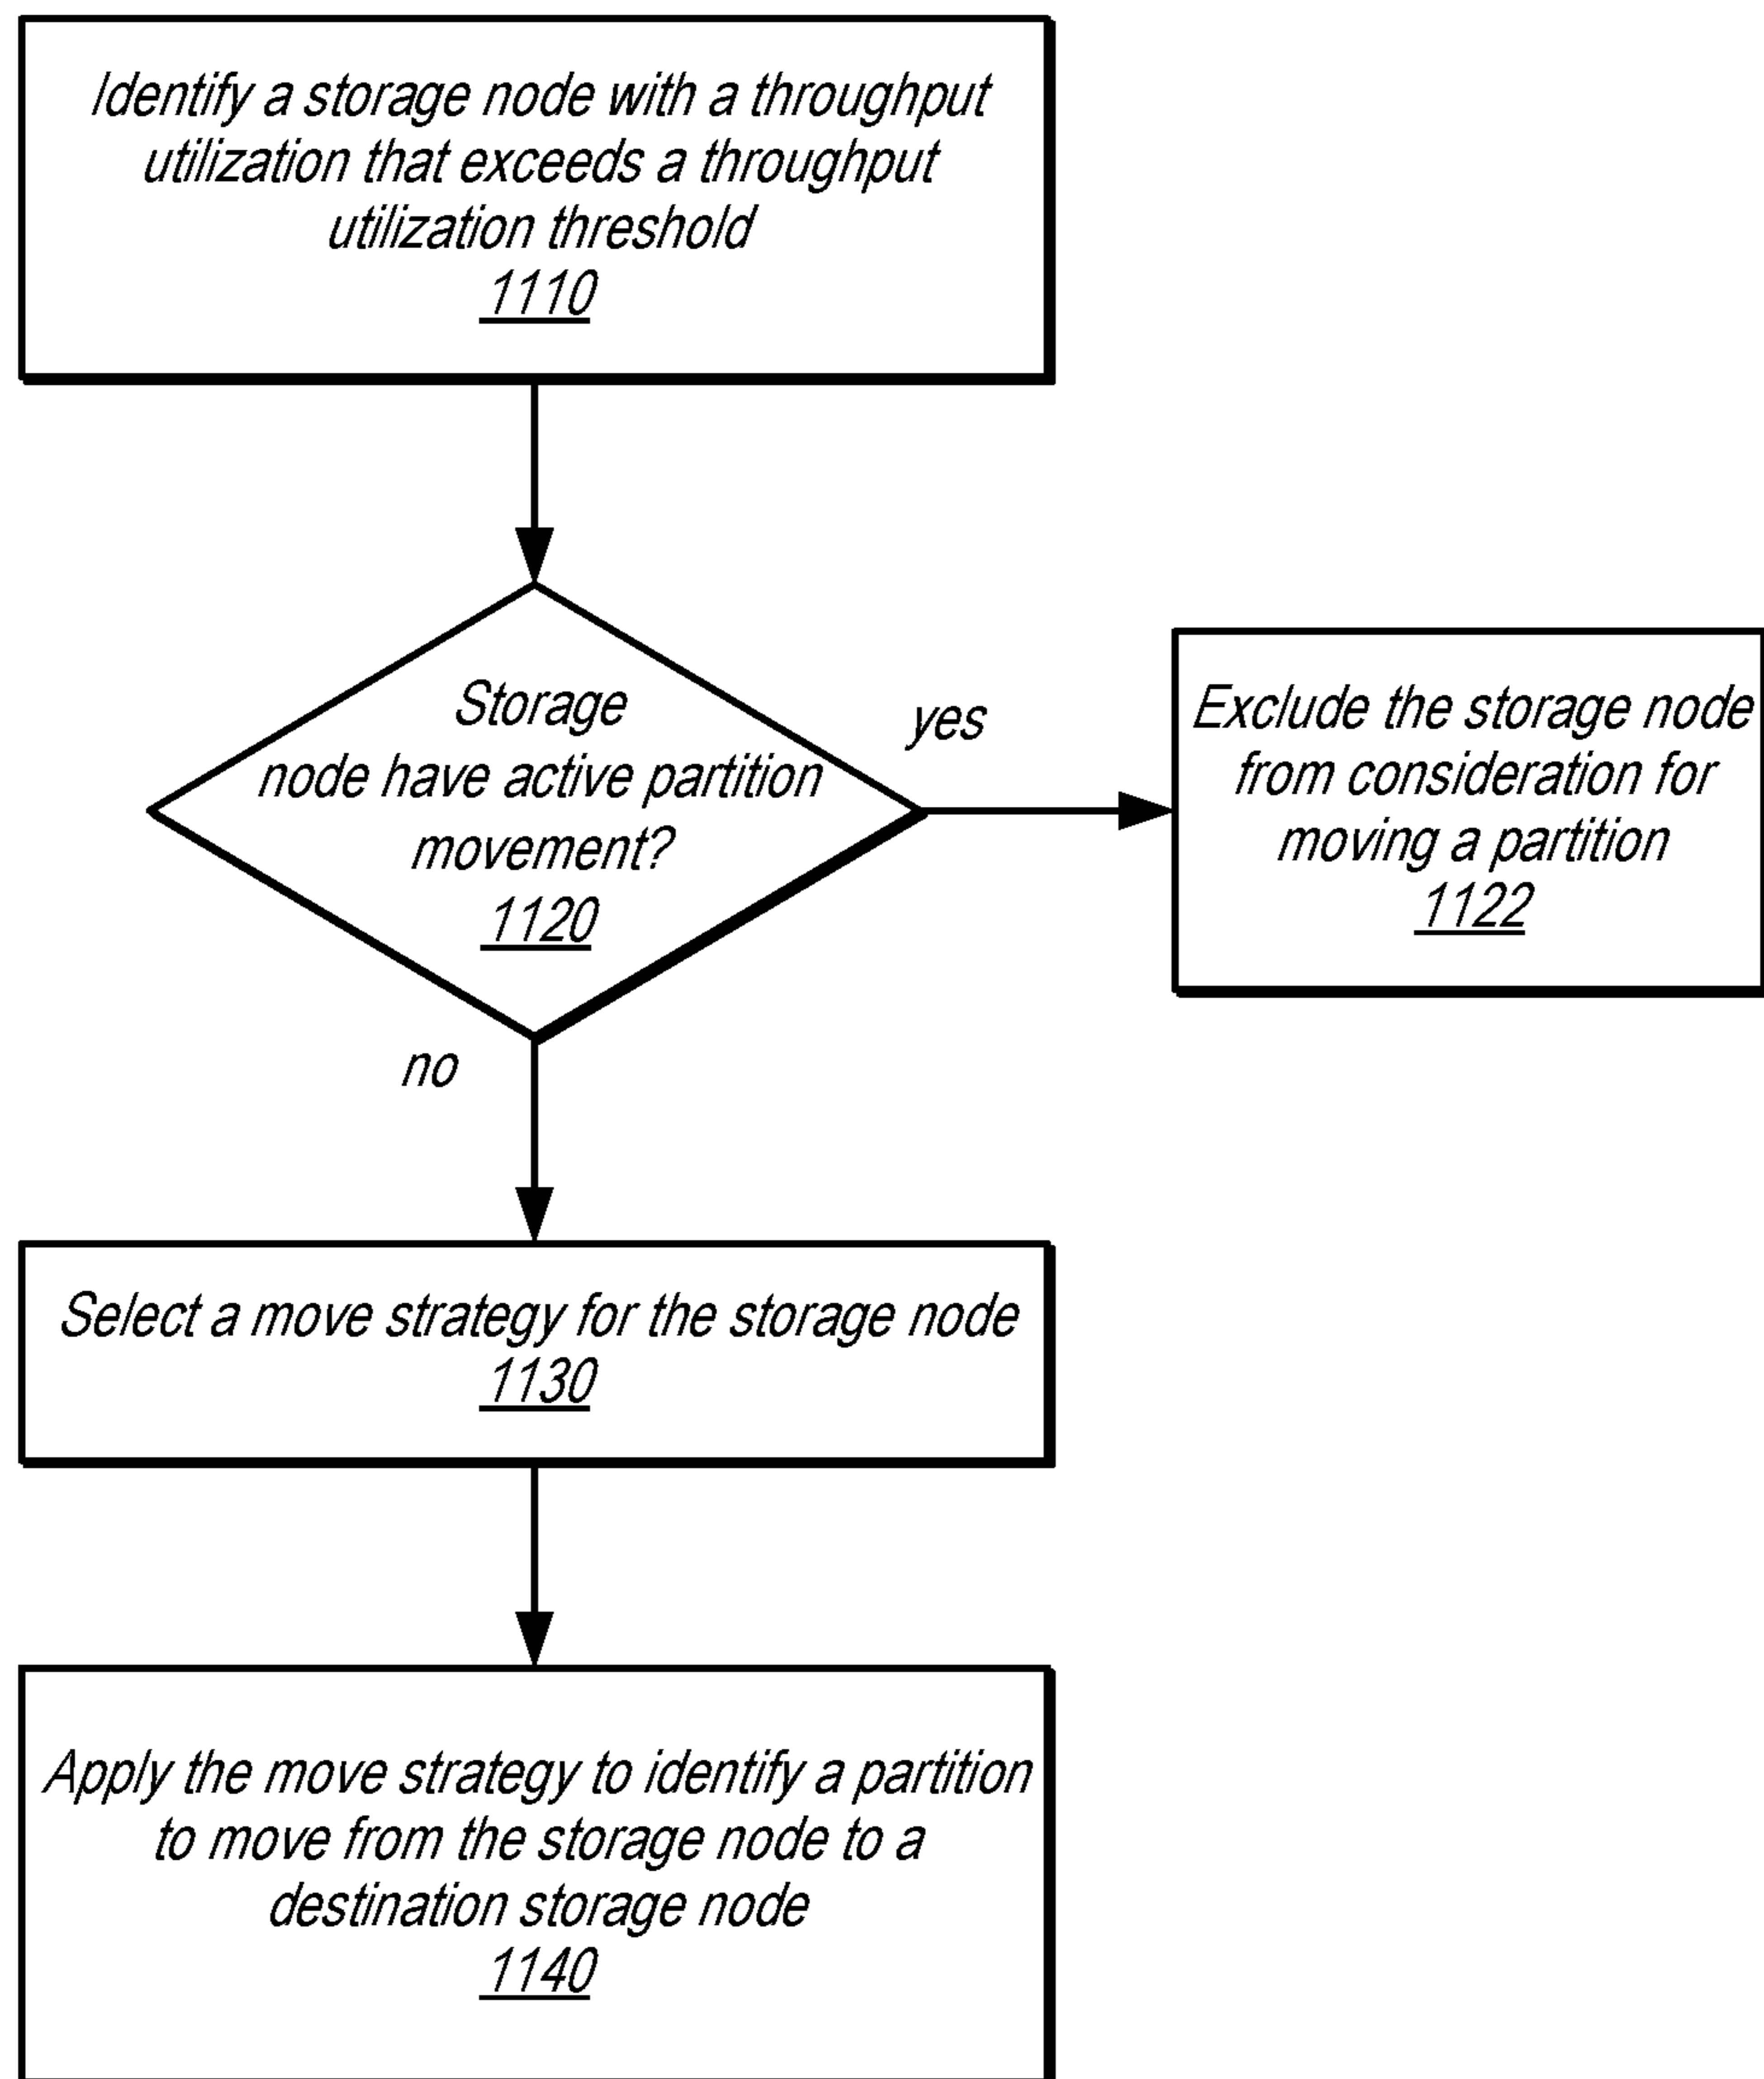 Identify a storage node with a throughput
utilization that exceeds a throughput
utilization threshold
1110
Storage
node have active partition
movement?
1120
yes
Exclude the storage node
from consideration for
moving a partition
1122
no
Select a move strategy for the storage node
1130
Apply the move strategy to identify a partition
to move from the storage node to a
destination storage node
1140